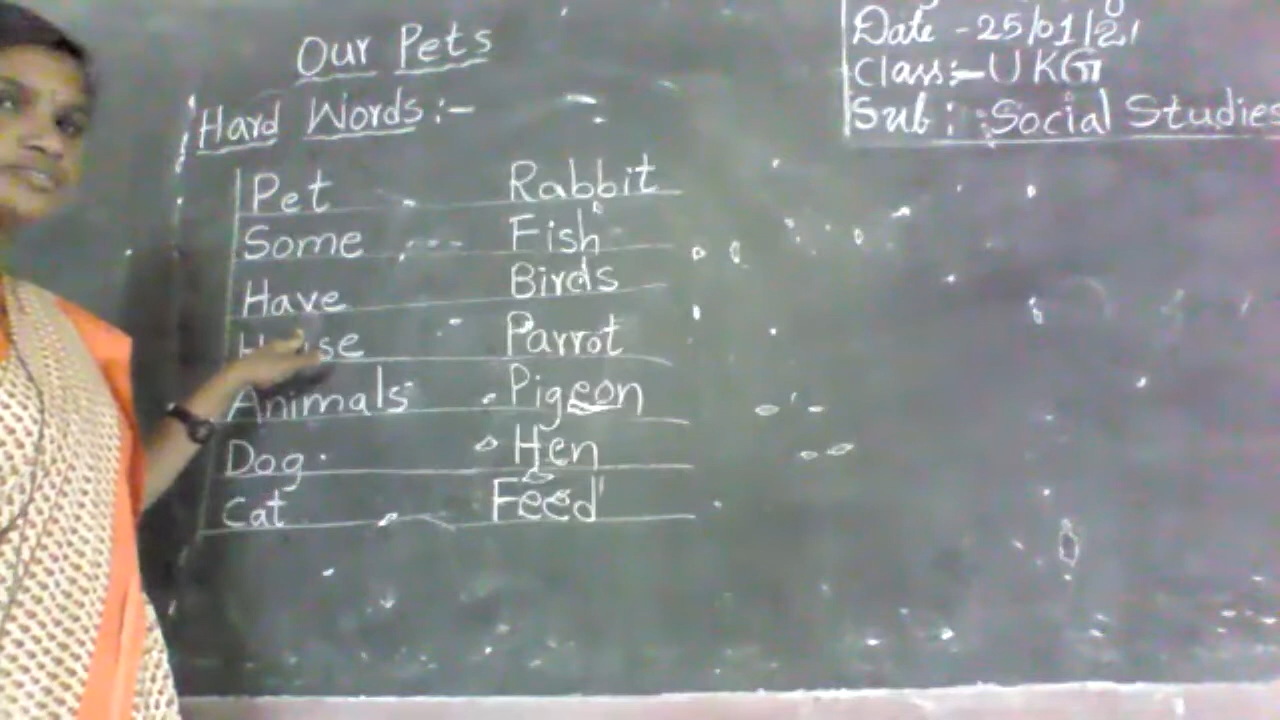 Our Pets
Hard Words:-
Pet Rabbit
Some Fish
Have Birds
Parrot
Animals Pigeon
Dog Hen
Cat Feed
Date - 25/01/21
Class:- UKG
Sub : Social Studies